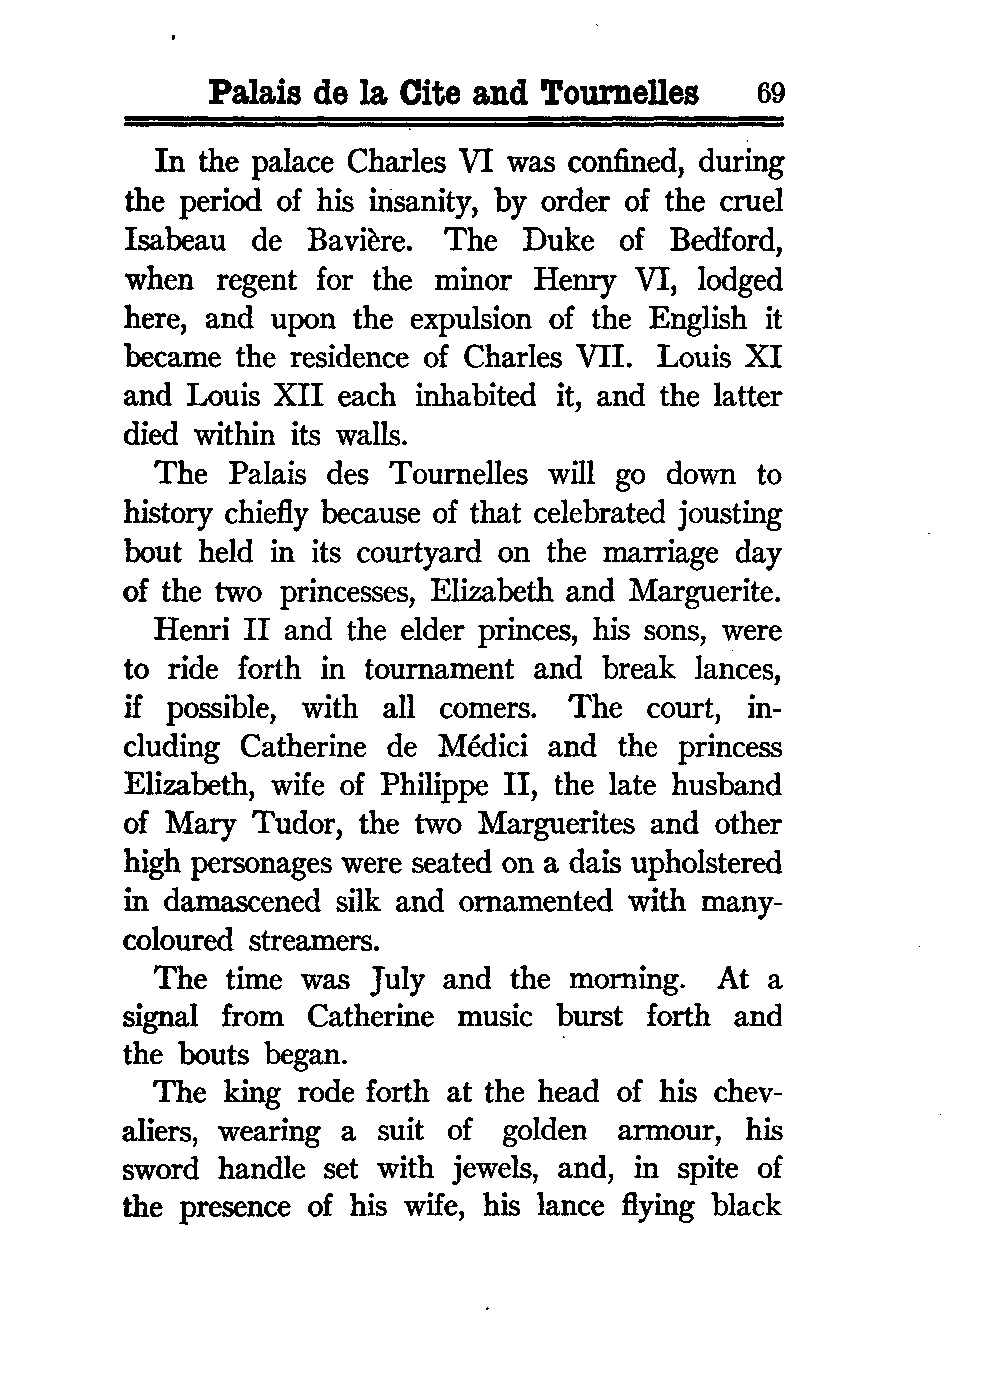 Palais de la Cite and Tournelles 69
In the palace Charles VI was confined, during
the period of his insanity, by order of the cruel
Isabeau de Bavière. The Duke of Bedford,
when regent for the minor Henry VI, lodged
here, and upon the expulsion of the English it
became the residence of Charles VII. Louis XI
and Louis XII each inhabited it, and the latter
died within its walls.
The Palais des Tournelles will go down to
history chiefly because of that celebrated jousting
bout held in its courtyard on the marriage day
of the two princesses, Elizabeth and Marguerite.
Henri II and the elder princes, his sons, were
to ride forth in tournament and break lances,
if possible, with all comers. The court, in-
cluding Catherine de Médici and the princess
Elizabeth, wife of Philippe II, the late husband
of Mary Tudor, the two Marguerites and other
high personages were seated on a dais upholstered
in damascened silk and ornamented with many-
coloured streamers.
The time was July and the morning. At a
signal from Catherine music burst forth and
the bouts began.
The king rode forth at the head of his chev-
aliers, wearing a suit of golden armour, his
sword handle set with jewels, and, in spite of
the presence of his wife, his lance flying black